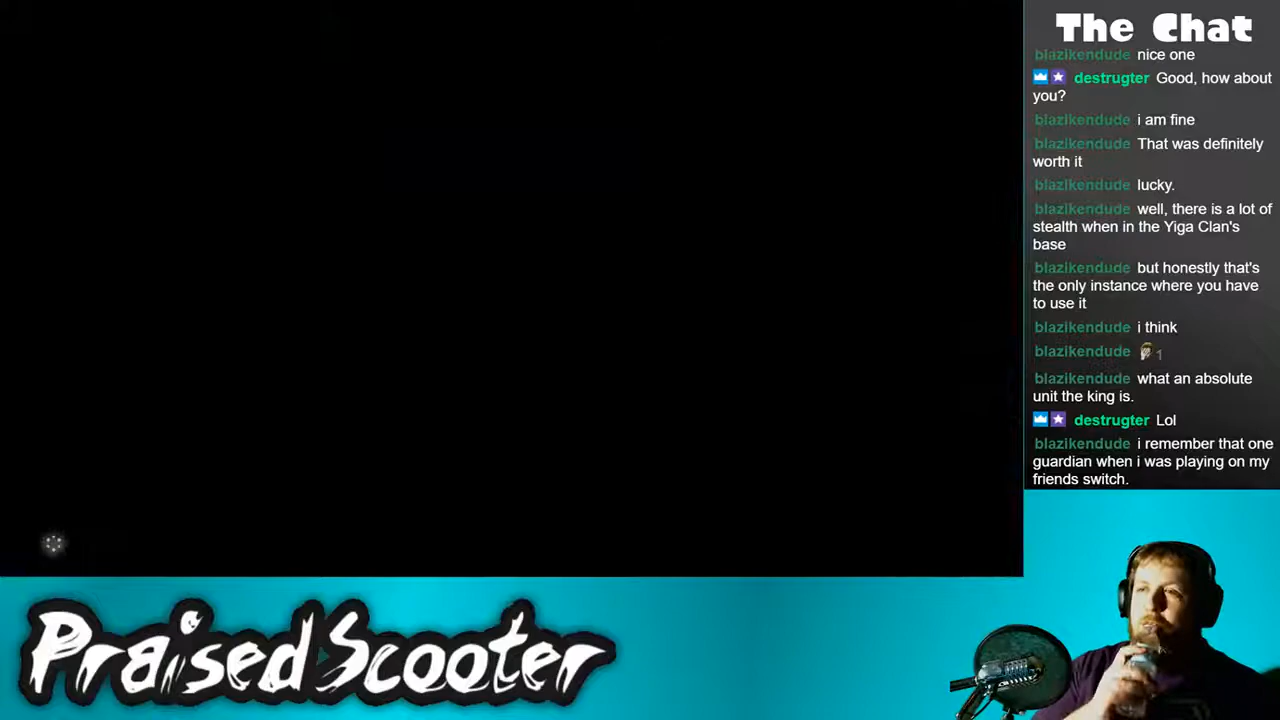 The Chat
blazikendude nice one
destrugter Good, how about
you?
blazikendude i am fine
blazikendude That was definitely
worth it
blazikendude lucky.
blazikendude well, there is a lot of
stealth when in the Yiga Clan's
base
blazikendude but honestly that's
the only instance where you have
to use it
blazikendude i think
blazikendude 1
blazikendude what an absolute
unit the king is.
destrugter Lol
blazikendude i remember that one
guardian when i was playing on my
friends switch.
PraisedScooter